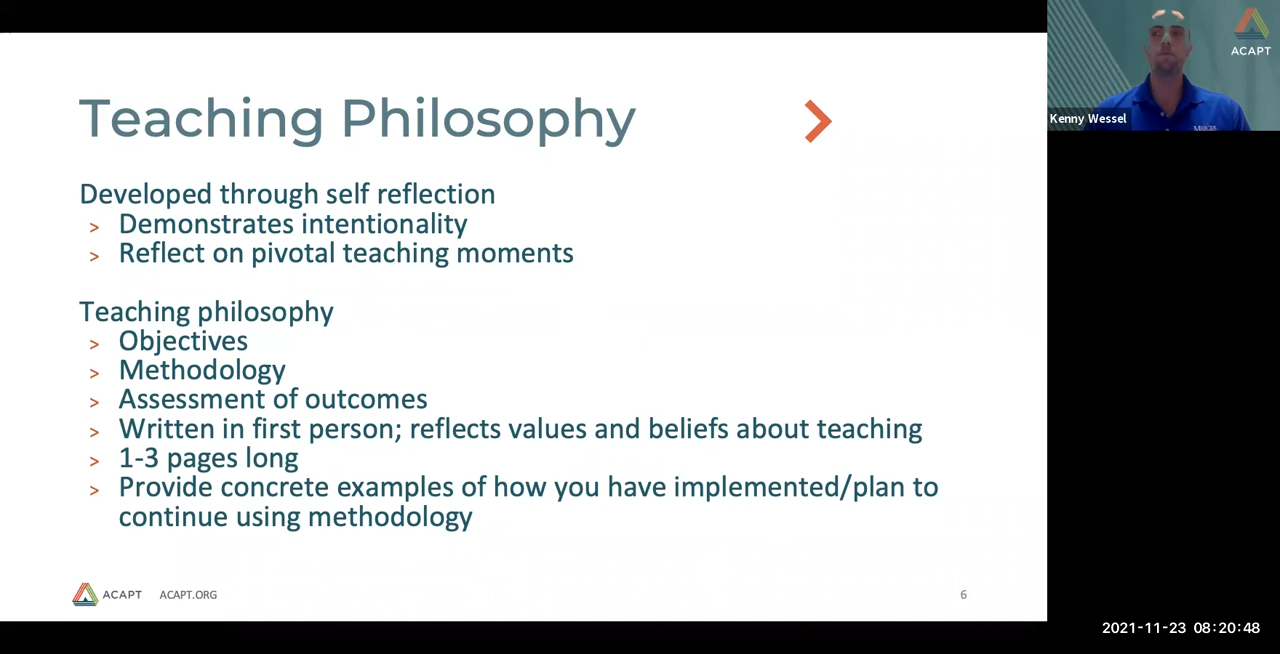 Teaching Philosophy
Developed through self reflection
> Demonstrates intentionality
> Reflect on pivotal teaching moments
Teaching philosophy
> Objectives
> Methodology
> Assessment of outcomes
> Written in first person; reflects values and beliefs about teaching
> 1-3 pages long
> Provide concrete examples of how you have implemented/plan to
continue using methodology
ACAPT ACAPT.ORG
6
ACAPT
Kenny Wessel
2021-11-23 08:20:48